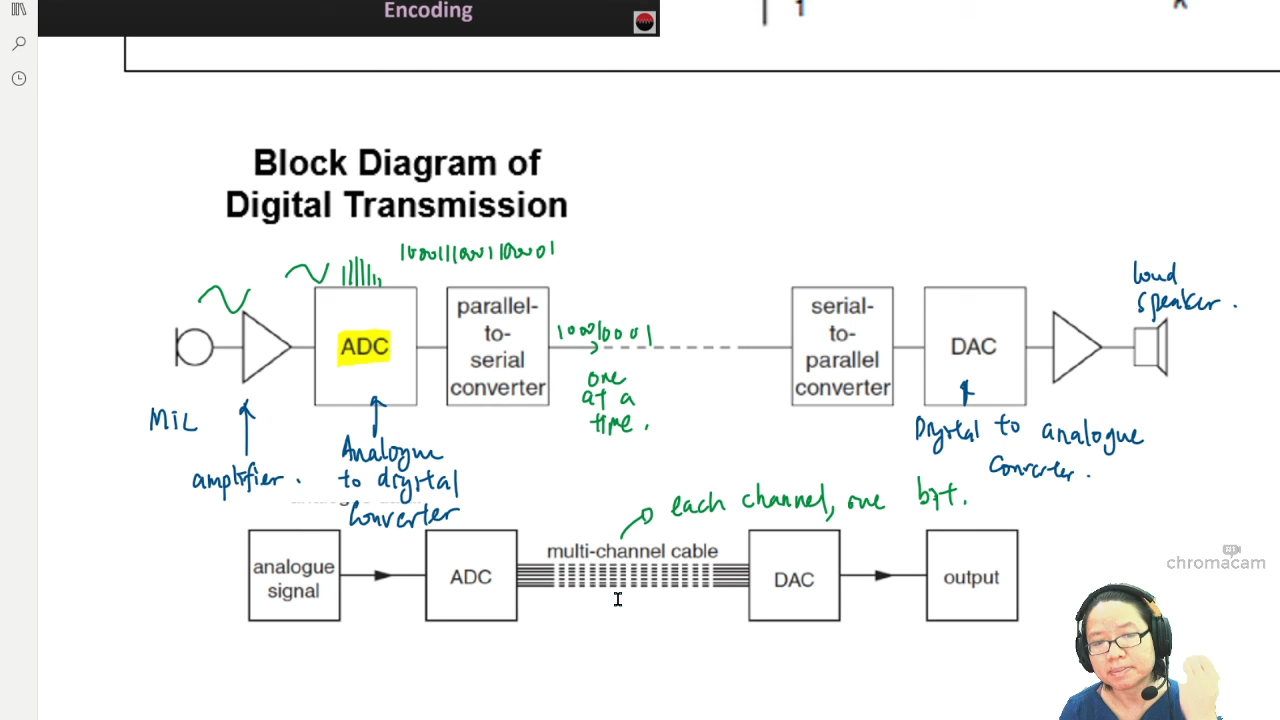 Encoding
1
Block Diagram of
Digital Transmission
ADC
parallel-
to-
serial
converter
serial-
to-
parallel
converter
DAC
loud
speaker.
one
at a
time.
MIC
amplifier.
Analogue
to digital
Converter
Digital to analogue
Converter.
each channel, one bit.
analogue
signal
ADC
multi-channel cable
DAC
output
chromacam